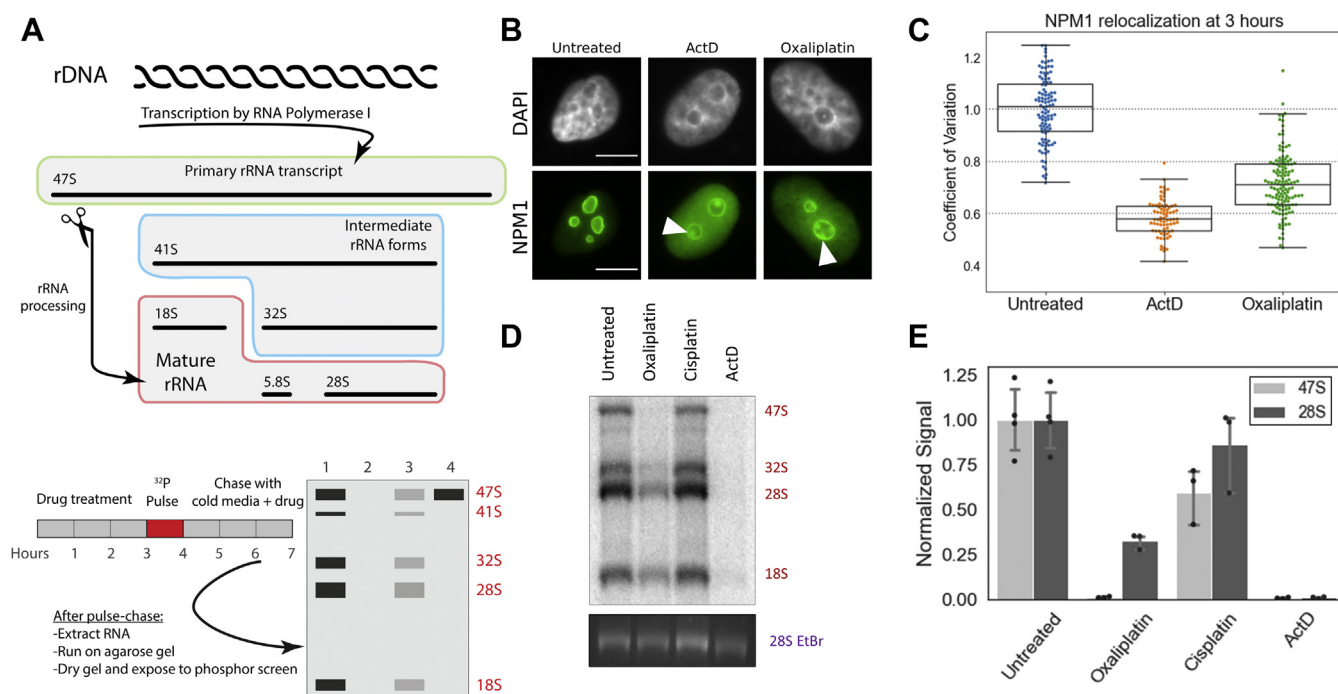 A
rDNA
Transcription by RNA Polymerase I
Primary rRNA transcript
47S
Intermediate
rRNA forms
41S
rRNA
processing
18S
32S
Mature
rRNA
5.8S
28S
Drug treatment
32P
Pulse
Chase with
cold media + drug
Hours
1
2
3
4
5
6
7
After pulse-chase:
-Extract RNA
-Run on agarose gel
-Dry gel and expose to phosphor screen
1
2
3
4
47S
41S
32S
28S
18S
B
Untreated
ActD
Oxaliplatin
DAPI
NPM1
C
NPM1 relocalization at 3 hours
Coefficient of Variation
1.2
1.0
0.8
0.6
0.4
Untreated
ActD
Oxaliplatin
D
Untreated
Oxaliplatin
Cisplatin
ActD
47S
32S
28S
18S
28S EtBr
E
Normalized Signal
1.25
1.00
0.75
0.50
0.25
0.00
47S
28S
Untreated
Oxaliplatin
Cisplatin
ActD